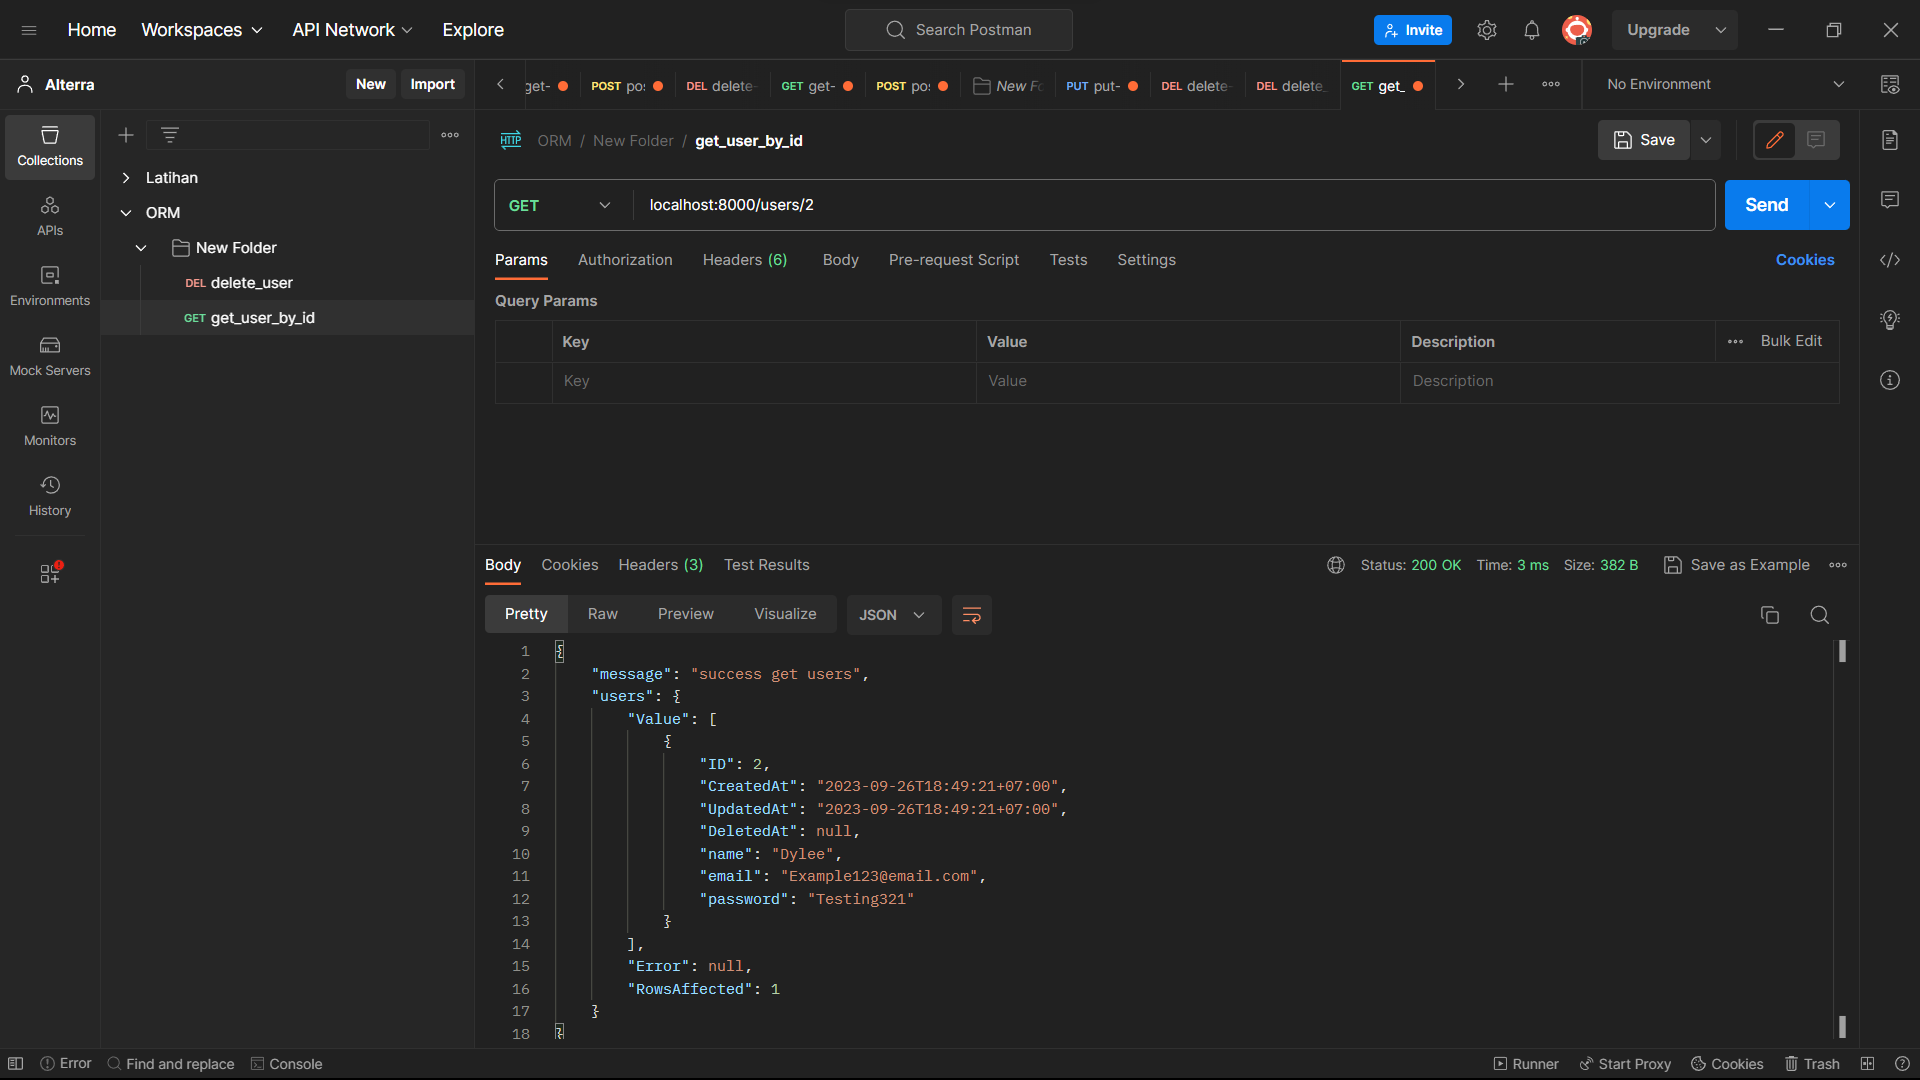 Home
Workspaces
API Network
Explore
Search Postman
Invite
Upgrade
Alterra
New
Import
get-
POST pos
DEL delete-
GET get-
POST pos
New Fo
PUT put-
DEL delete-
DEL delete_
GET get_
No Environment
Collections
APIs
Environments
Mock Servers
Monitors
History
Latihan
ORM
New Folder
DEL delete_user
GET get_user_by_id
HTTP
ORM / New Folder / get_user_by_id
Save
GET
localhost:8000/users/2
Send
Params
Authorization
Headers (6)
Body
Pre-request Script
Tests
Settings
Cookies
Query Params
Key
Value
Description
Bulk Edit
Key
Value
Description
Body
Cookies
Headers (3)
Test Results
Status: 200 OK
Time: 3 ms
Size: 382 B
Save as Example
Pretty
Raw
Preview
Visualize
JSON
1 {
2 "message": "success get users",
3 "users": {
4 "Value": [
5 {
6 "ID": 2,
7 "CreatedAt": "2023-09-26T18:49:21+07:00",
8 "UpdatedAt": "2023-09-26T18:49:21+07:00",
9 "DeletedAt": null,
10 "name": "Dylee",
11 "email": "Example123@email.com",
12 "password": "Testing321"
13 }
14 ],
15 "Error": null,
16 "RowsAffected": 1
17 }
18 }
Error
Find and replace
Console
Runner
Start Proxy
Cookies
Trash